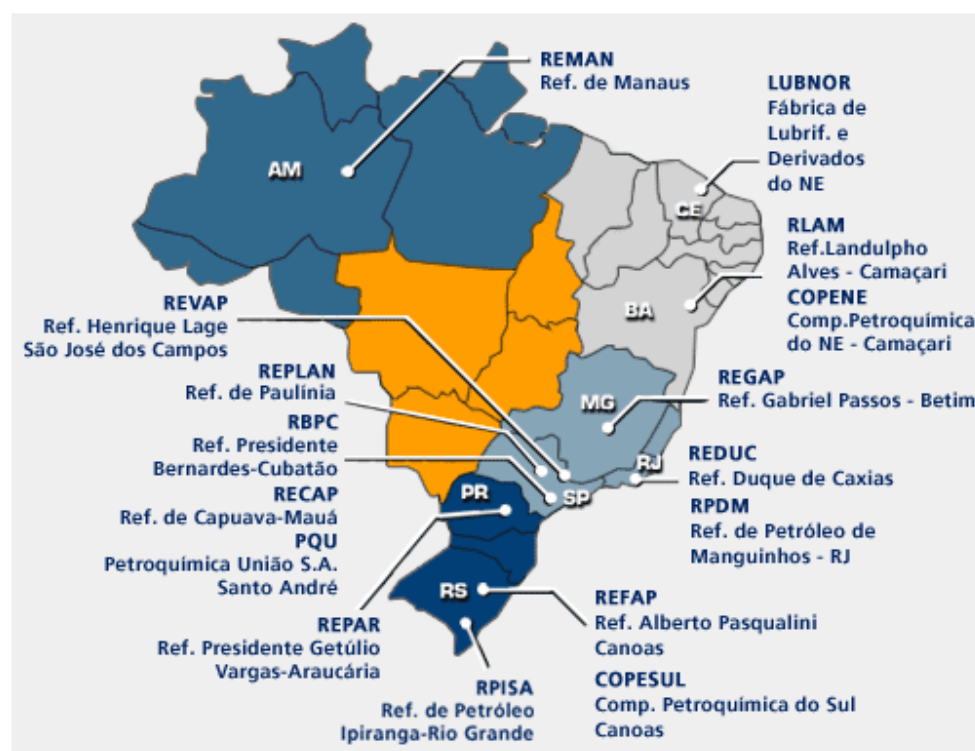 REMAN
Ref. de Manaus
LUBNOR
Fábrica de
Lubrif. e
Derivados
do NE
AM
CE
RLAM
Ref.Landulpho
Alves - Camaçari
COPENE
Comp.Petroquímica
do NE - Camaçari
BA
REVAP
Ref. Henrique Lage
São José dos Campos
REPLAN
Ref. de Paulínia
RBPC
Ref. Presidente
Bernardes-Cubatão
RECAP
Ref. de Capuava-Mauá
PQU
Petroquímica União S.A.
Santo André
MG
REGAP
Ref. Gabriel Passos - Betim
RJ
REDUC
Ref. Duque de Caxias
RPDM
Ref. de Petróleo de
Manguinhos - RJ
SP
PR
RS
REPAR
Ref. Presidente Getúlio
Vargas-Araucária
RPISA
Ref. de Petróleo
Ipiranga-Rio Grande
REFAP
Ref. Alberto Pasqualini
Canoas
COPESUL
Comp. Petroquímica do Sul
Canoas